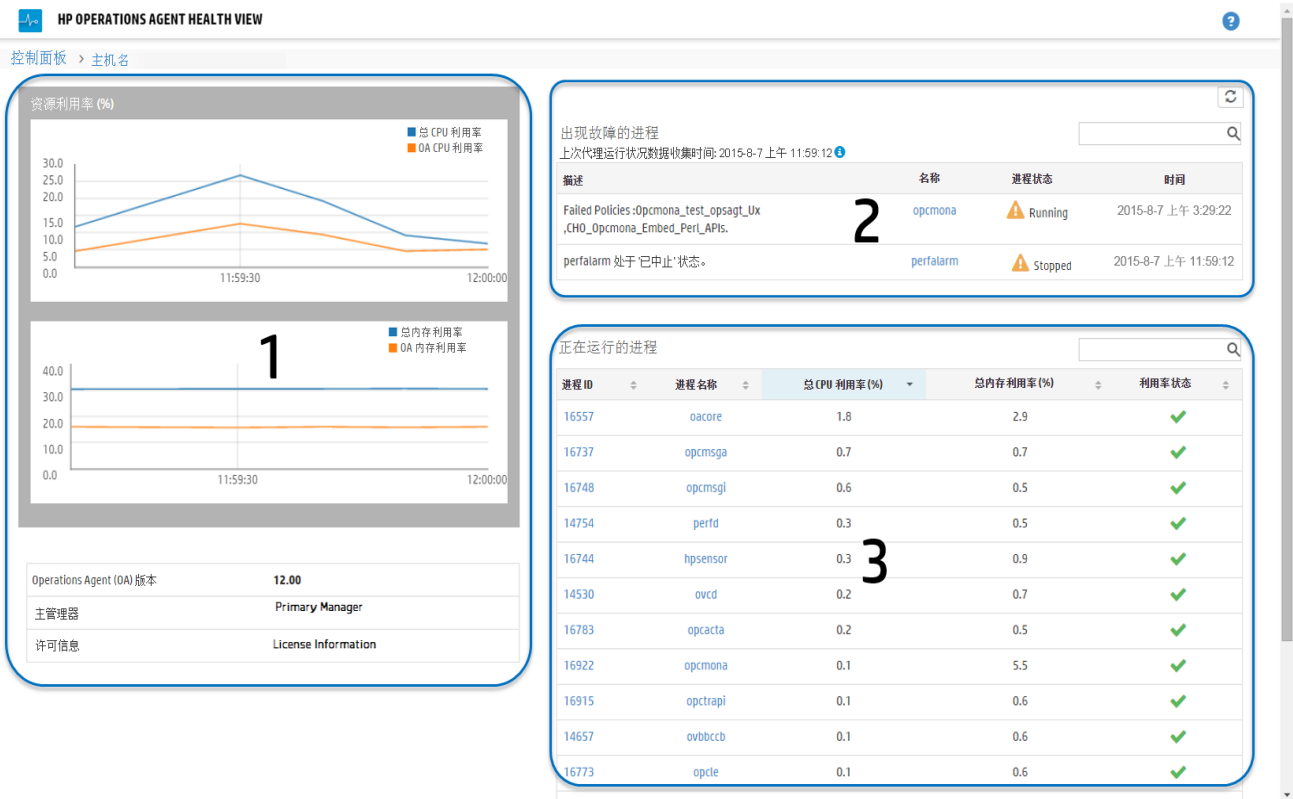 HP OPERATIONS AGENT HEALTH VIEW
?
控制面板 > 主机名
资源利用率 (%)
总 CPU 利用率
OA CPU 利用率
30.0
25.0
20.0
15.0
10.0
5.0
0.0
11:59:30 12:00:00
1
总内存利用率
OA 内存利用率
40.0
30.0
20.0
10.0
0.0
11:59:30 12:00:00
Operations Agent (OA) 版本 12.00
主管理器 Primary Manager
许可信息 License Information
出现故障的进程
上次代理运行状况数据收集时间: 2015-8-7 上午 11:59:12
描述 名称 进程状态 时间
2
Failed Policies :Opcmona_test_opsagt_Ux opcmona Running 2015-8-7 上午 3:29:22
,CHO_Opcmona_Embed_Perl_APIs.
perfalarm 处于'已中止'状态。 perfalarm Stopped 2015-8-7 上午 11:59:12
正在运行的进程
进程 ID 进程名称 总 CPU 利用率(%) 总内存利用率(%) 利用率状态
16557 oacore 1.8 2.9
16737 opcmsga 0.7 0.7
16748 opcmsgi 0.6 0.5
14754 perfd 0.3 0.5
3
16744 hpsensor 0.3 0.9
14530 ovcd 0.2 0.7
16783 opcacta 0.2 0.5
16922 opcmona 0.1 5.5
16915 opctrapi 0.1 0.6
14657 ovbbccb 0.1 0.6
16773 opcle 0.1 0.6